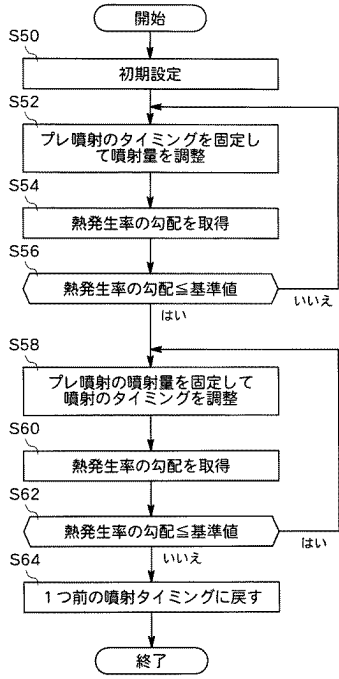 開始
S50
初期設定
S52
プレ噴射のタイミングを固定し
て噴射量を調整
S54
熱発生率の勾配を取得
S56
熱発生率の勾配≦基準値
いいえ
はい
S58
プレ噴射の噴射量を固定して
噴射のタイミングを調整
S60
熱発生率の勾配を取得
S62
熱発生率の勾配≦基準値
はい
いいえ
S64
1つ前の噴射タイミングに戻す
終了